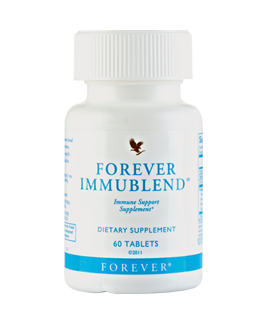 FOREVER
IMMUBLEND®
Immune Support
Supplement*
DIETARY SUPPLEMENT
60 TABLETS
©2011
FOREVER®